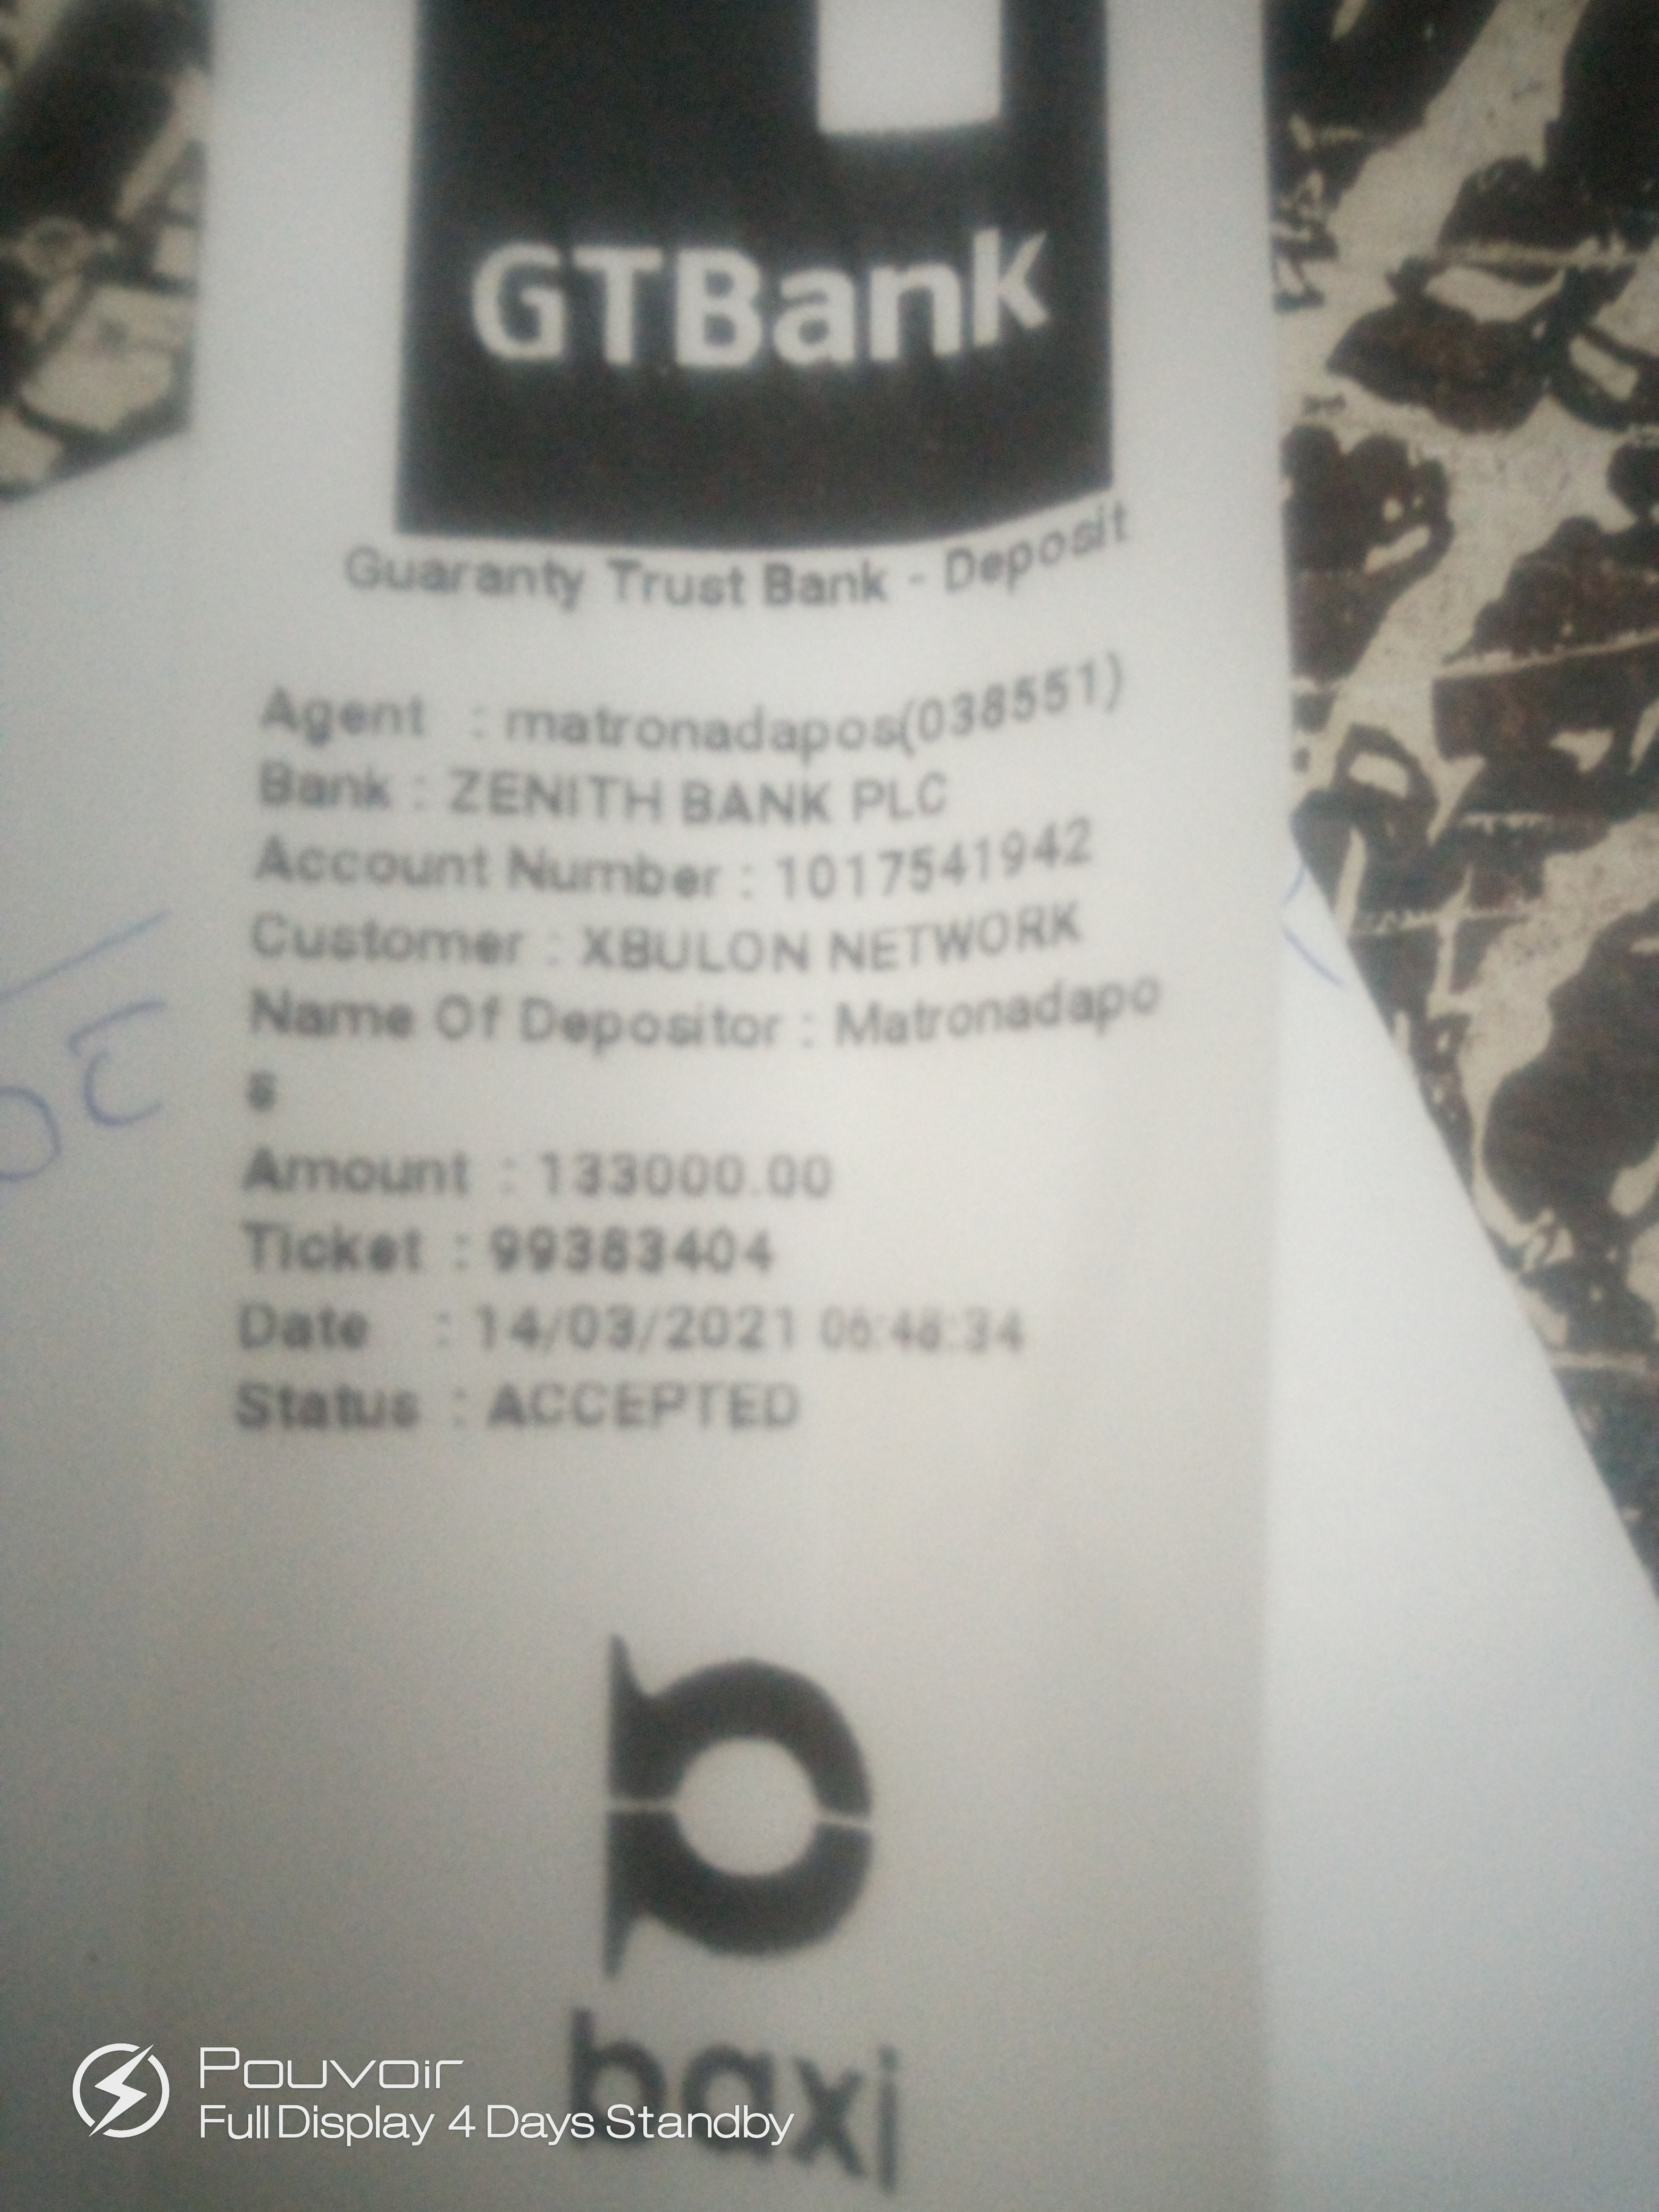 GTBank
Guaranty Trust Bank - Deposit
Agent : matronadapos(038551)
Bank : ZENITH BANK PLC
Account Number : 1017541942
Customer : XBULON NETWORK
Name Of Depositor : Matronadapo
s
Amount : 133000.00
Ticket : 99383404
Date : 14/03/2021 06:48:34
Status : ACCEPTED
baxi
Pouvoir
Full Display 4 Days Standby